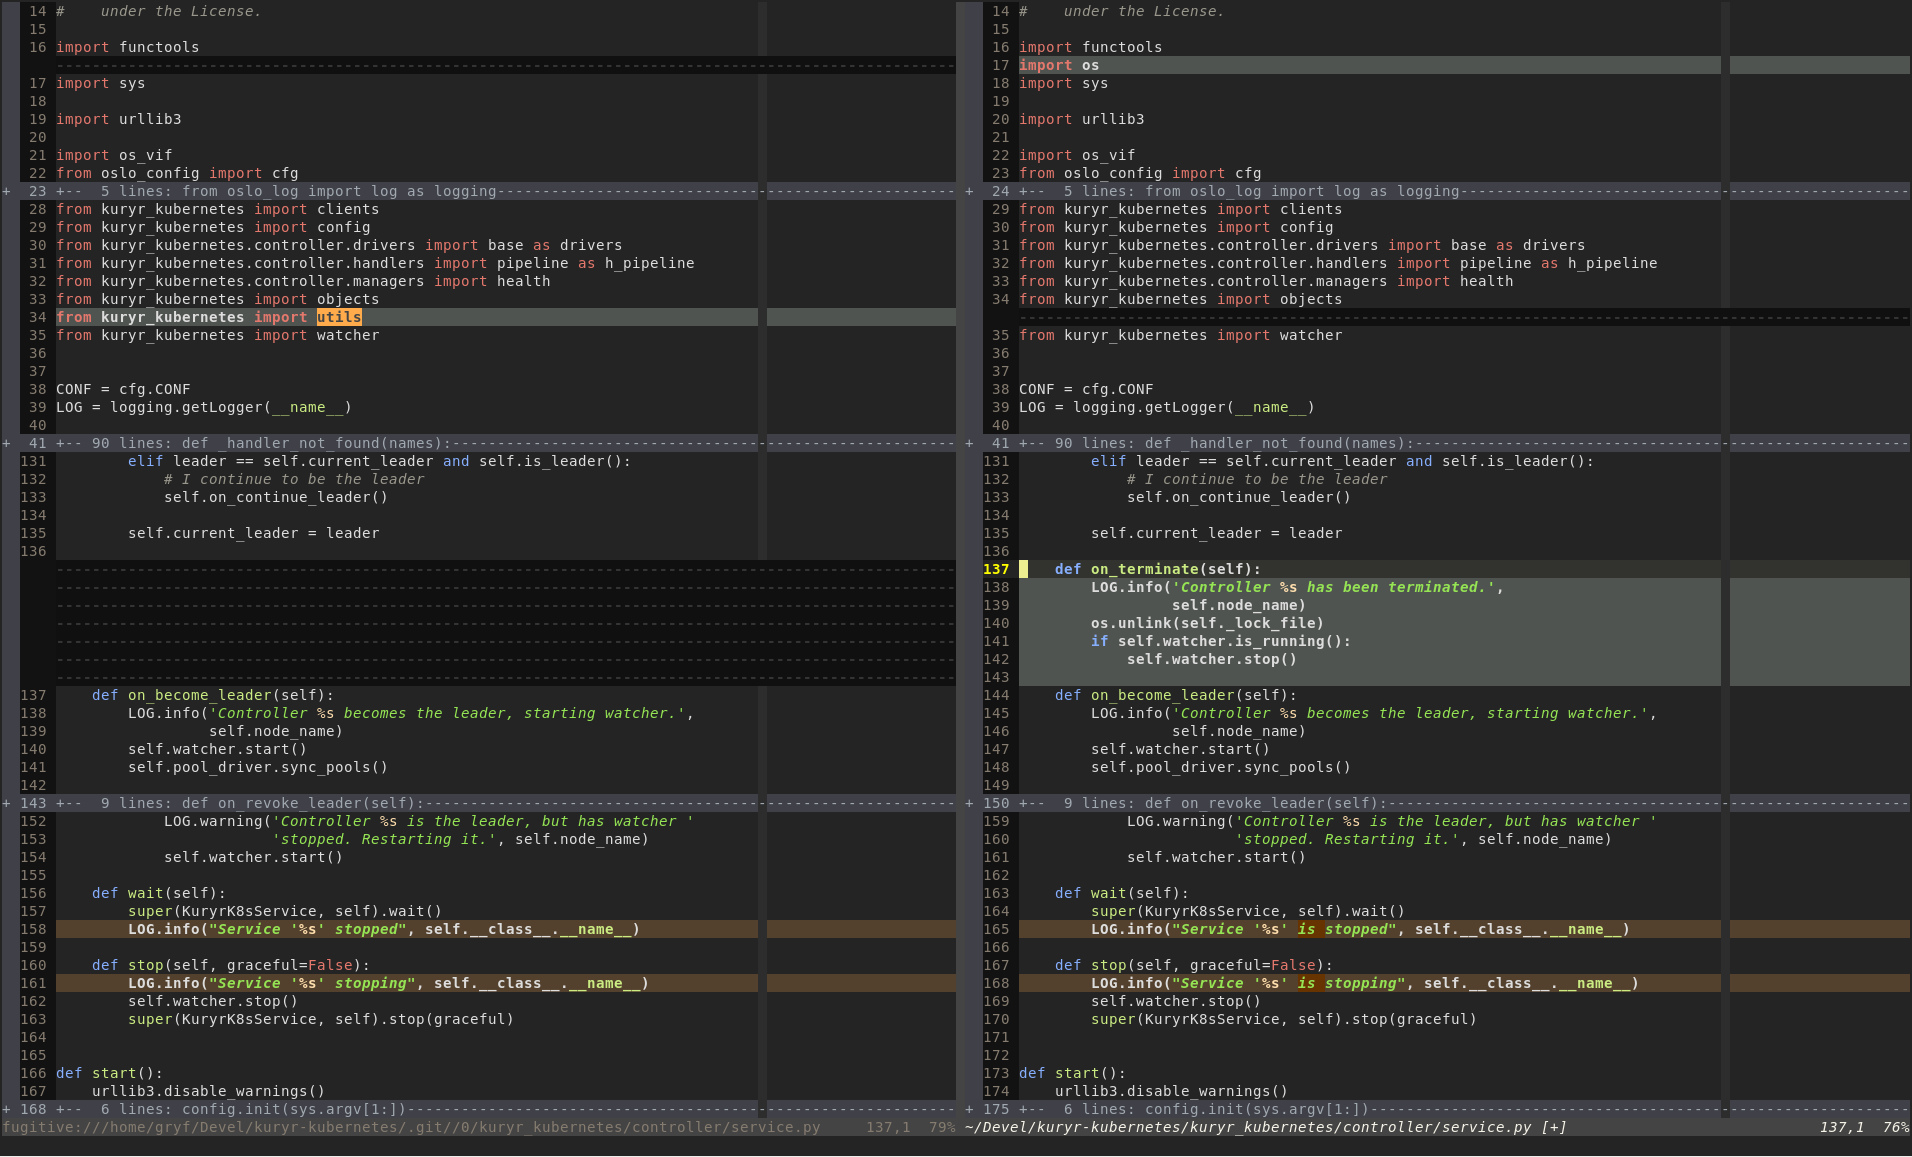 14 #    under the License.
15
16 import functools
17 import sys
18
19 import urllib3
20
21 import os_vif
22 from oslo_config import cfg
+  23 +--  5 lines: from oslo_log import log as logging
28 from kuryr_kubernetes import clients
29 from kuryr_kubernetes import config
30 from kuryr_kubernetes.controller.drivers import base as drivers
31 from kuryr_kubernetes.controller.handlers import pipeline as h_pipeline
32 from kuryr_kubernetes.controller.managers import health
33 from kuryr_kubernetes import objects
34 from kuryr_kubernetes import utils
35 from kuryr_kubernetes import watcher
36
37
38 CONF = cfg.CONF
39 LOG = logging.getLogger(__name__)
40
+  41 +-- 90 lines: def _handler_not_found(names):
131         elif leader == self.current_leader and self.is_leader():
132             # I continue to be the leader
133             self.on_continue_leader()
134
135         self.current_leader = leader
136
137     def on_become_leader(self):
138         LOG.info('Controller %s becomes the leader, starting watcher.',
139                  self.node_name)
140         self.watcher.start()
141         self.pool_driver.sync_pools()
142
+ 143 +--  9 lines: def on_revoke_leader(self):
152             LOG.warning('Controller %s is the leader, but has watcher '
153                         'stopped. Restarting it.', self.node_name)
154             self.watcher.start()
155
156     def wait(self):
157         super(KuryrK8sService, self).wait()
158         LOG.info("Service '%s' stopped", self.__class__.__name__)
159
160     def stop(self, graceful=False):
161         LOG.info("Service '%s' stopping", self.__class__.__name__)
162         self.watcher.stop()
163         super(KuryrK8sService, self).stop(graceful)
164
165
166 def start():
167     urllib3.disable_warnings()
+ 168 +--  6 lines: config.init(sys.argv[1:])
fugitive:///home/gryf/Devel/kuryr-kubernetes/.git//0/kuryr_kubernetes/controller/service.py     137,1  79%
14 #    under the License.
15
16 import functools
17 import os
18 import sys
19
20 import urllib3
21
22 import os_vif
23 from oslo_config import cfg
+  24 +--  5 lines: from oslo_log import log as logging
29 from kuryr_kubernetes import clients
30 from kuryr_kubernetes import config
31 from kuryr_kubernetes.controller.drivers import base as drivers
32 from kuryr_kubernetes.controller.handlers import pipeline as h_pipeline
33 from kuryr_kubernetes.controller.managers import health
34 from kuryr_kubernetes import objects
35 from kuryr_kubernetes import watcher
36
37
38 CONF = cfg.CONF
39 LOG = logging.getLogger(__name__)
40
+  41 +-- 90 lines: def _handler_not_found(names):
131         elif leader == self.current_leader and self.is_leader():
132             # I continue to be the leader
133             self.on_continue_leader()
134
135         self.current_leader = leader
136
137     def on_terminate(self):
138         LOG.info('Controller %s has been terminated.',
139                  self.node_name)
140         os.unlink(self._lock_file)
141         if self.watcher.is_running():
142             self.watcher.stop()
143
144     def on_become_leader(self):
145         LOG.info('Controller %s becomes the leader, starting watcher.',
146                  self.node_name)
147         self.watcher.start()
148         self.pool_driver.sync_pools()
149
+ 150 +--  9 lines: def on_revoke_leader(self):
159             LOG.warning('Controller %s is the leader, but has watcher '
160                         'stopped. Restarting it.', self.node_name)
161             self.watcher.start()
162
163     def wait(self):
164         super(KuryrK8sService, self).wait()
165         LOG.info("Service '%s' is stopped", self.__class__.__name__)
166
167     def stop(self, graceful=False):
168         LOG.info("Service '%s' is stopping", self.__class__.__name__)
169         self.watcher.stop()
170         super(KuryrK8sService, self).stop(graceful)
171
172
173 def start():
174     urllib3.disable_warnings()
+ 175 +--  6 lines: config.init(sys.argv[1:])
~/Devel/kuryr-kubernetes/kuryr_kubernetes/controller/service.py [+]     137,1  76%